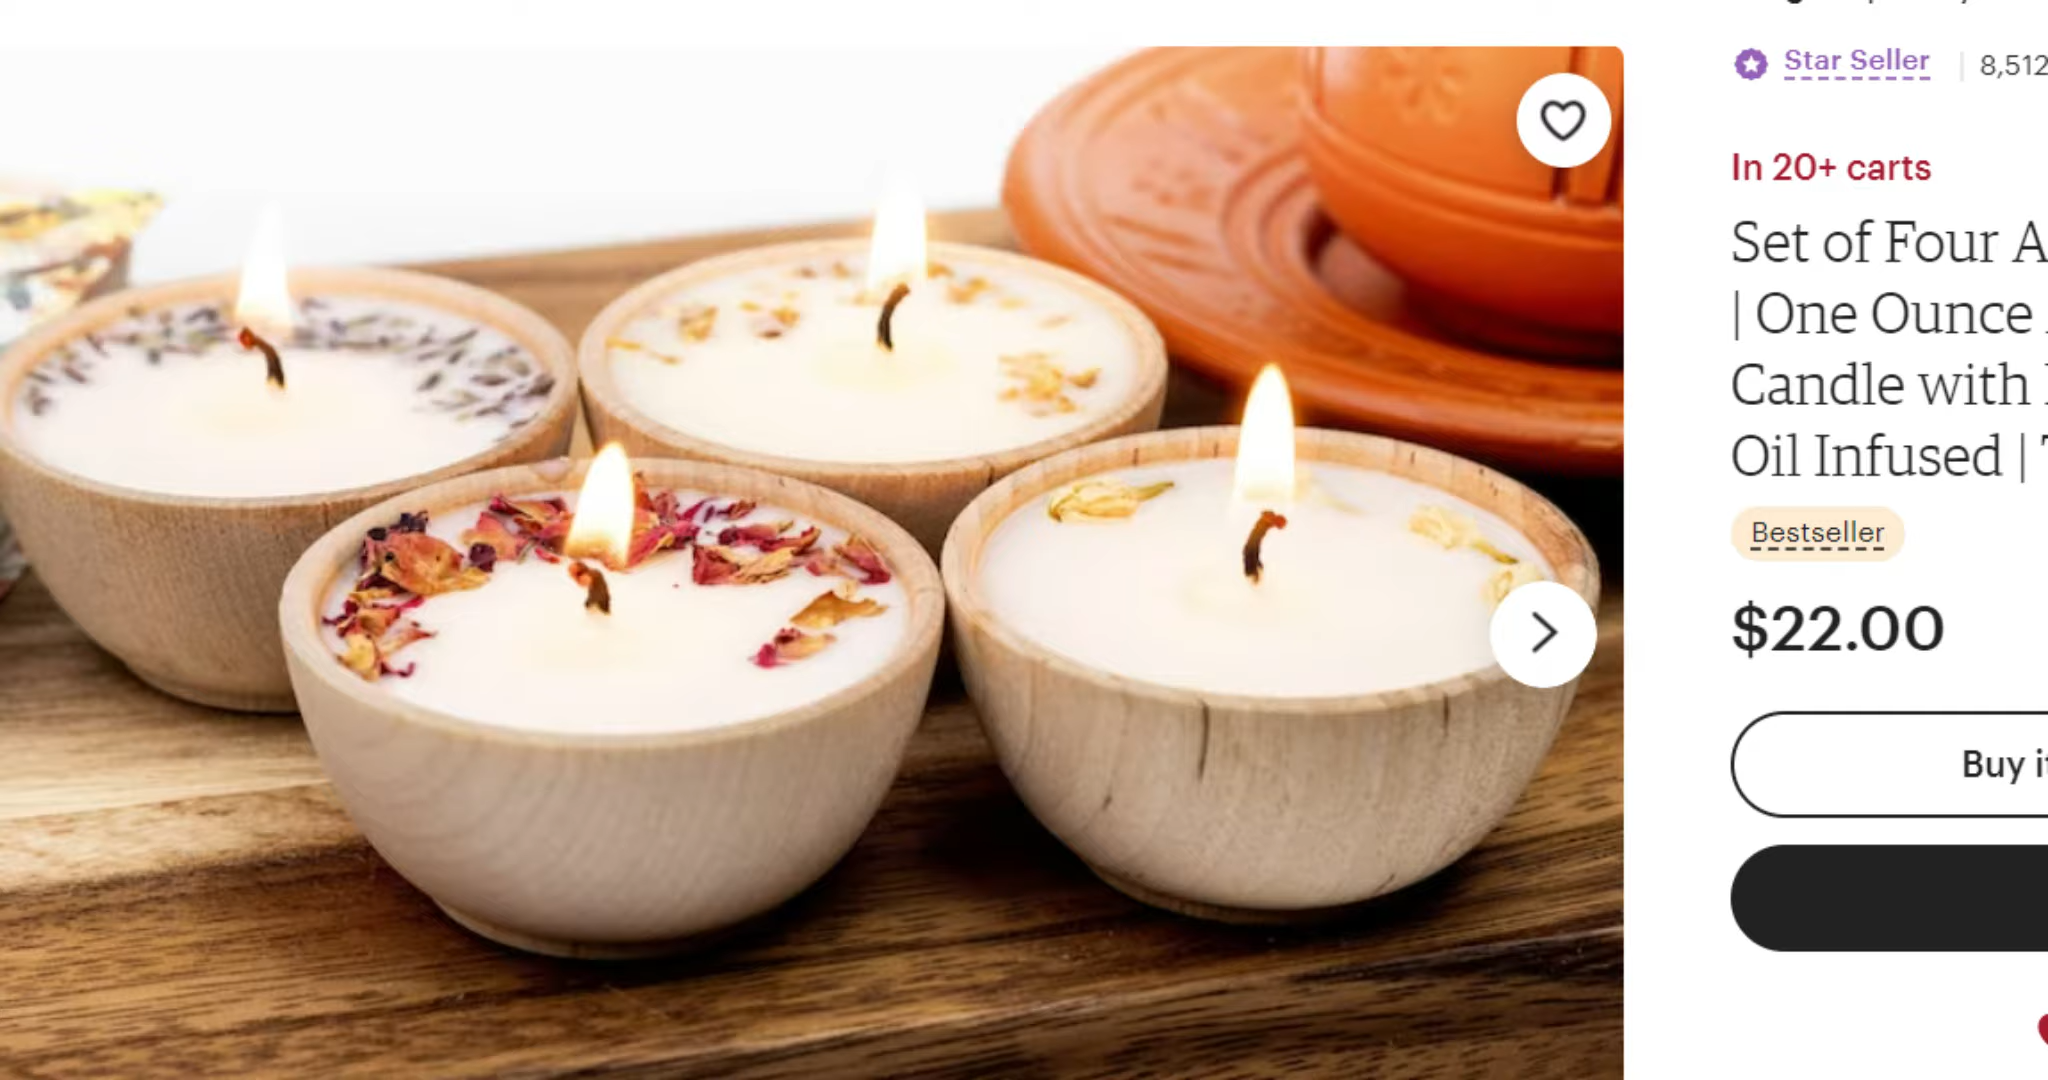 Star Seller | 8,512
In 20+ carts
Set of Four
| One Ounce
Candle with
Oil Infused |
Bestseller
$22.00
Buy